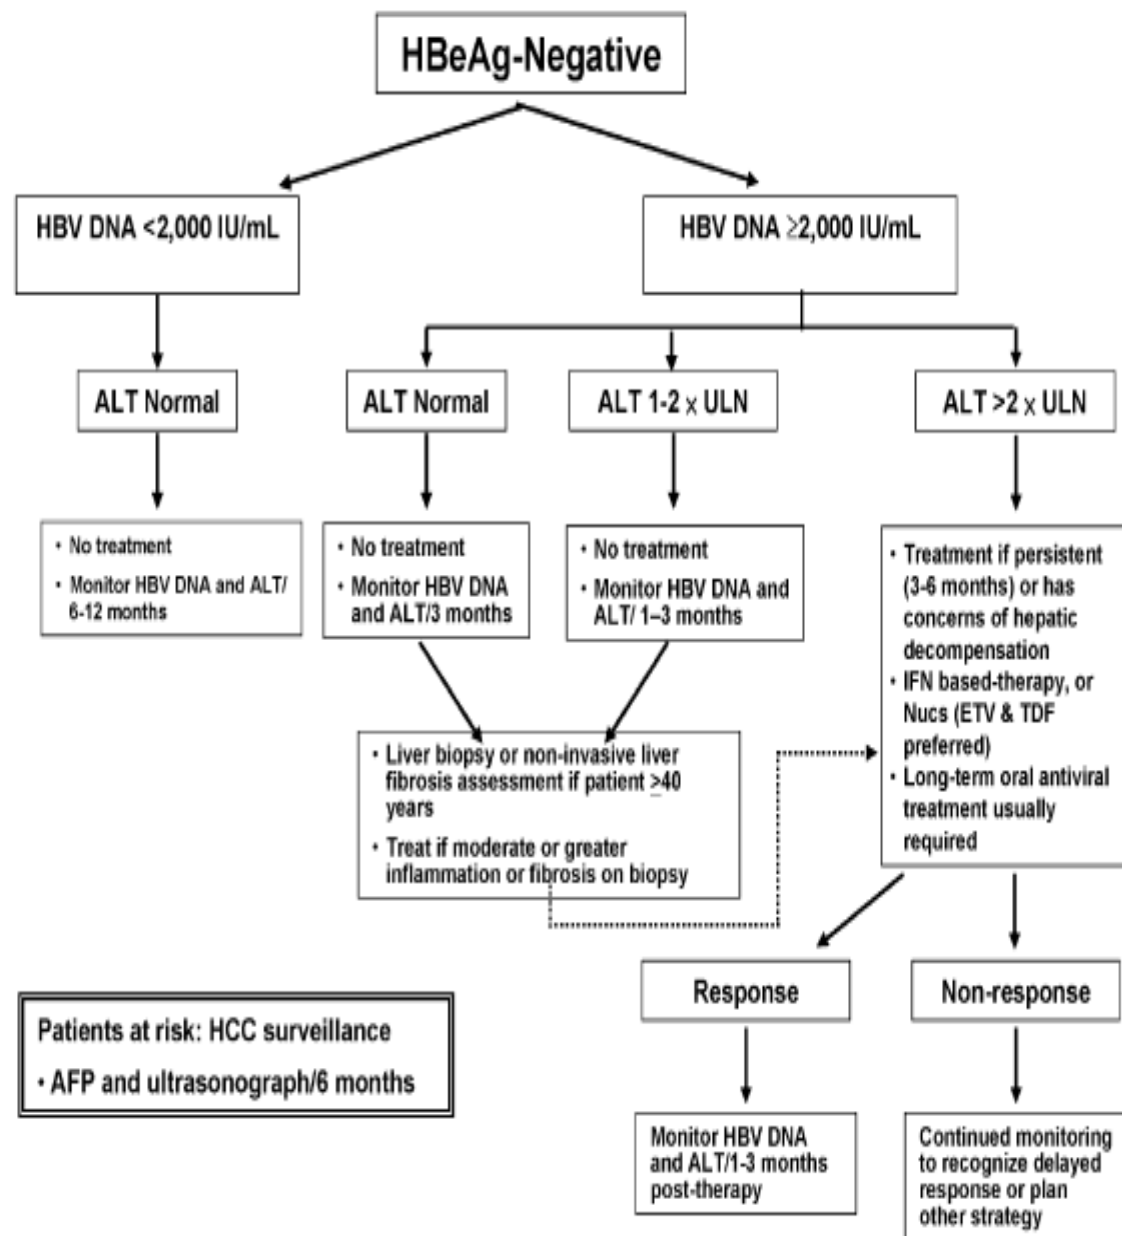 HBeAg-Negative
HBV DNA <2,000 IU/mL
HBV DNA ≥2,000 IU/mL
ALT Normal
ALT Normal
ALT 1-2 x ULN
ALT >2 x ULN
• No treatment
• Monitor HBV DNA and ALT/
6-12 months
• No treatment
• Monitor HBV DNA
and ALT/3 months
• No treatment
• Monitor HBV DNA and
ALT/ 1–3 months
• Treatment if persistent
(3-6 months) or has
concerns of hepatic
decompensation
• IFN based-therapy, or
Nucs (ETV & TDF
preferred)
• Long-term oral antiviral
treatment usually
required
• Liver biopsy or non-invasive liver
fibrosis assessment if patient ≥40
years
• Treat if moderate or greater
inflammation or fibrosis on biopsy
Response
Non-response
Patients at risk: HCC surveillance
• AFP and ultrasonograph/6 months
Monitor HBV DNA
and ALT/1-3 months
post-therapy
Continued monitoring
to recognize delayed
response or plan
other strategy